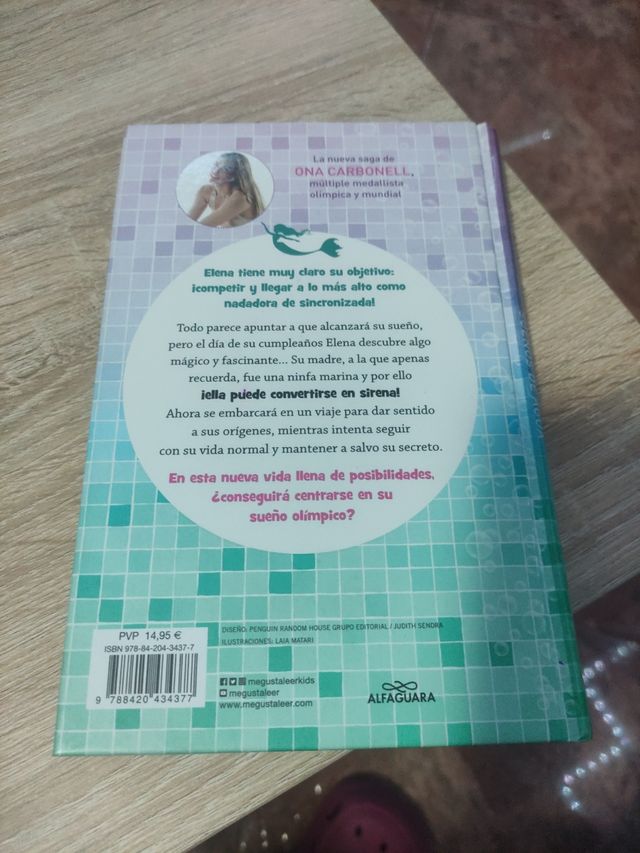 La nueva saga de
ONA CARBONELL,
múltiple medallista
olímpica y mundial
Elena tiene muy claro su objetivo:
¡competir y llegar a lo más alto como
nadadora de sincronizada!
Todo parece apuntar a que alcanzará su sueño,
pero el día de su cumpleaños Elena descubre algo
mágico y fascinante... Su madre, a la que apenas
recuerda, fue una ninfa marina y por ello
¡ella puede convertirse en sirena!
Ahora se embarcará en un viaje para dar sentido
a sus orígenes, mientras intenta seguir
con su vida normal y mantener a salvo su secreto.
En esta nueva vida llena de posibilidades,
¿conseguirá centrarse en su
sueño olímpico?
DISEÑO: PENGUIN RANDOM HOUSE GRUPO EDITORIAL / JUDITH SENDRA
ILUSTRACIONES: LAIA MATARI
PVP 14,95 €
ISBN 978-84-204-3437-7
9 788420 434377
megustaleerkids
megustaleer
www.megustaleer.com
ALFAGUARA